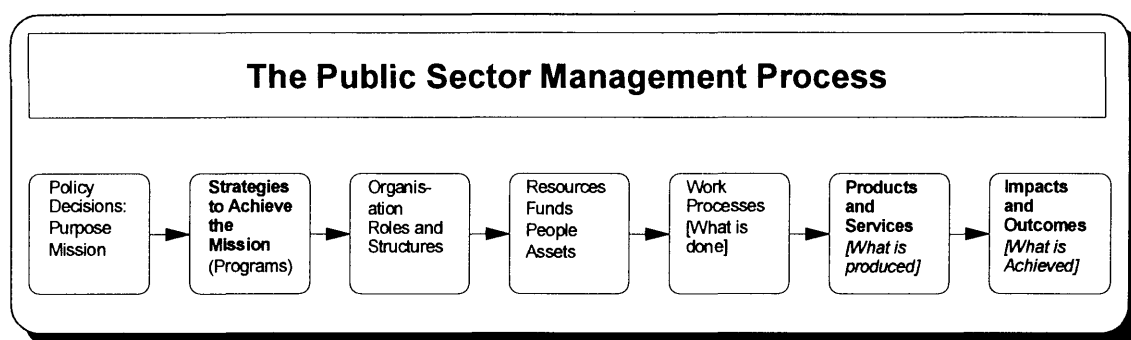 The Public Sector Management Process
Policy
Decisions:
Purpose
Mission
Strategies
to Achieve
the
Mission
(Programs)
Organis-
ation
Roles and
Structures
Resources
Funds
People
Assets
Work
Processes
[What is
done]
Products
and
Services
[What is
produced]
Impacts
and
Outcomes
[What is
Achieved]